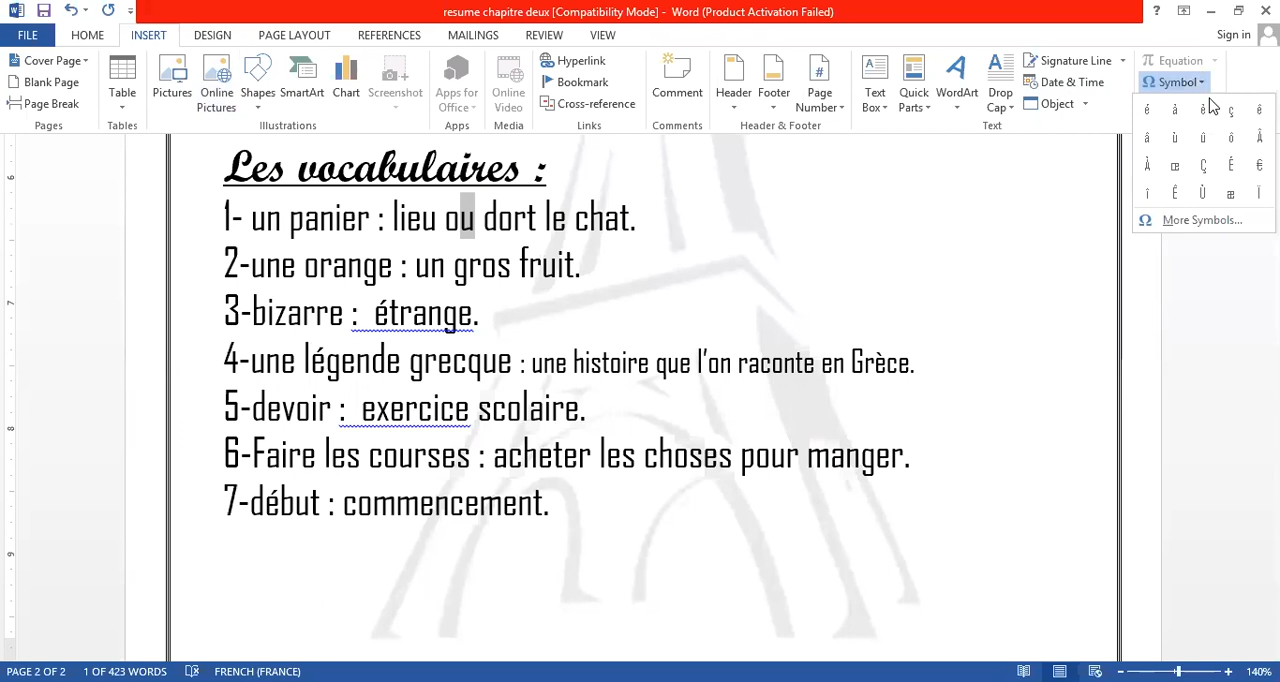 resume chapitre deux [Compatibility Mode] - Word (Product Activation Failed)
?
FILE HOME INSERT DESIGN PAGE LAYOUT REFERENCES MAILINGS REVIEW VIEW
Sign in
Cover Page
Blank Page
Page Break
Pages
Table
Tables
Pictures
Online
Pictures
Shapes
SmartArt
Chart
Screenshot
Illustrations
Apps for
Office
Apps
Online
Video
Media
Hyperlink
Bookmark
Cross-reference
Links
Comment
Comments
Header
Footer
Page
Number
Header & Footer
Text
Box
Quick
Parts
WordArt
Drop
Cap
Signature Line
Date & Time
Object
Text
π Equation
Ω Symbol
é à è ç ê
â ù û ô Â
À œ Ç É €
î Ê Ù æ Ï
Ω More Symbols...
Les vocabulaires :
1- un panier : lieu ou dort le chat.
2-une orange : un gros fruit.
3-bizarre :  étrange.
4-une légende grecque : une histoire que l’on raconte en Grèce.
5-devoir :  exercice scolaire.
6-Faire les courses : acheter les choses pour manger.
7-début : commencement.
6
7
8
9
PAGE 2 OF 2 1 OF 423 WORDS FRENCH (FRANCE) 140%